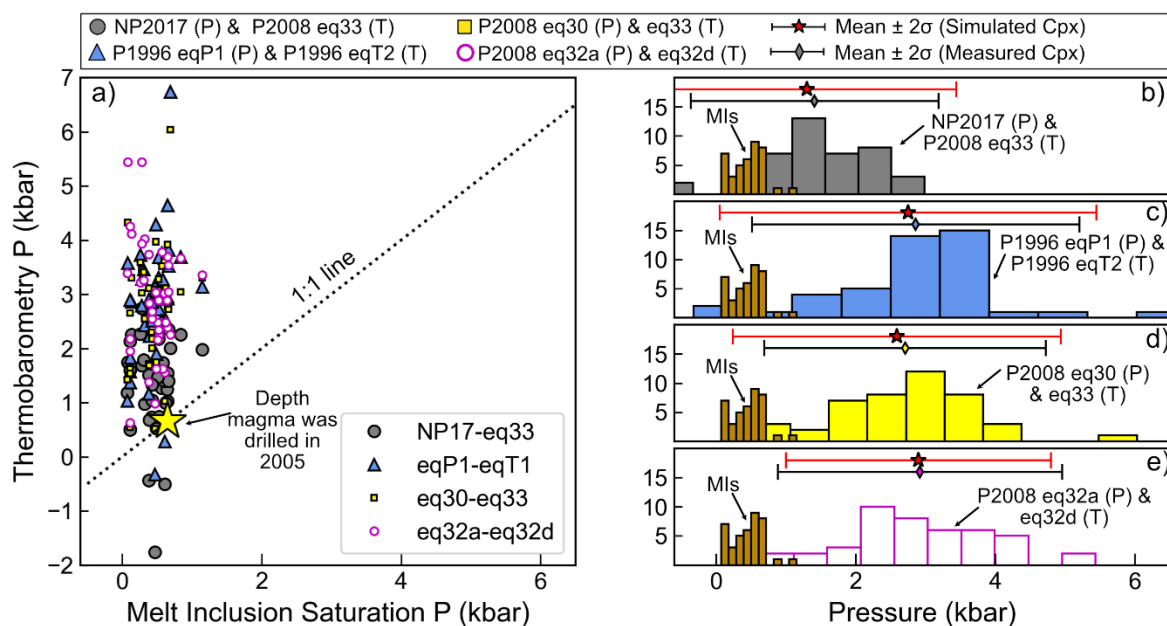 NP2017 (P) & P2008 eq33 (T)
P2008 eq30 (P) & eq33 (T)
Mean ± 2σ (Simulated Cpx)
P1996 eqP1 (P) & P1996 eqT2 (T)
P2008 eq32a (P) & eq32d (T)
Mean ± 2σ (Measured Cpx)
a)
7
6
5
4
3
2
1
0
−1
−2
Thermobarometry P (kbar)
1:1 line
Depth
magma was
drilled in
2005
NP17-eq33
eqP1-eqT1
eq30-eq33
eq32a-eq32d
0
2
4
6
Melt Inclusion Saturation P (kbar)
b)
15
10
5
MIs
NP2017 (P) &
P2008 eq33 (T)
c)
15
10
5
MIs
P1996 eqP1 (P) &
P1996 eqT2 (T)
d)
15
10
5
MIs
P2008 eq30 (P)
& eq33 (T)
e)
15
10
5
MIs
P2008 eq32a (P) &
eq32d (T)
0
2
4
6
Pressure (kbar)